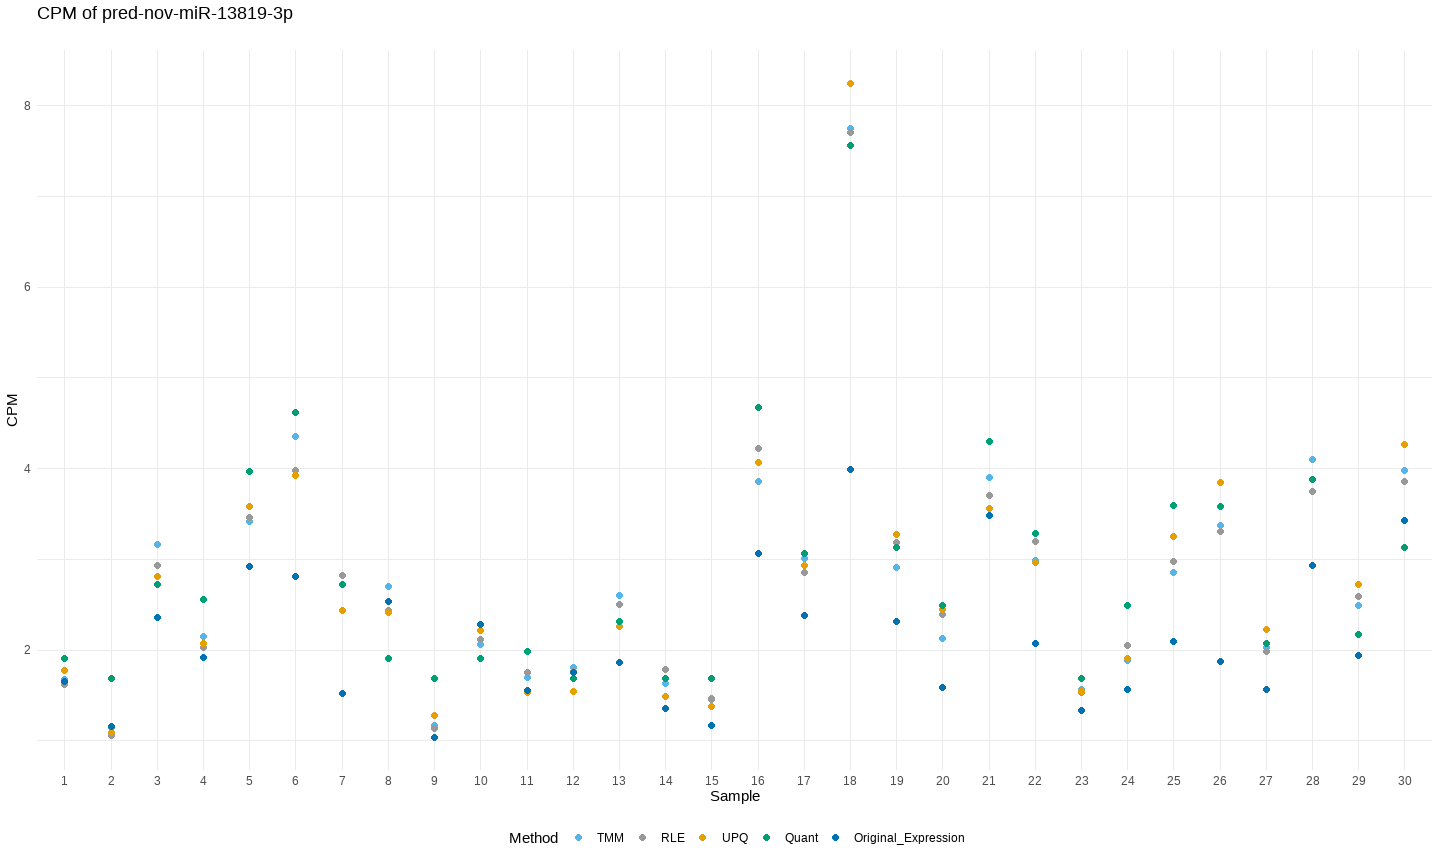 CPM of pred-nov-miR-13819-3p
8
6
4
2
CPM
1 2 3 4 5 6 7 8 9 10 11 12 13 14 15 16 17 18 19 20 21 22 23 24 25 26 27 28 29 30
Sample
Method TMM RLE UPQ Quant Original_Expression